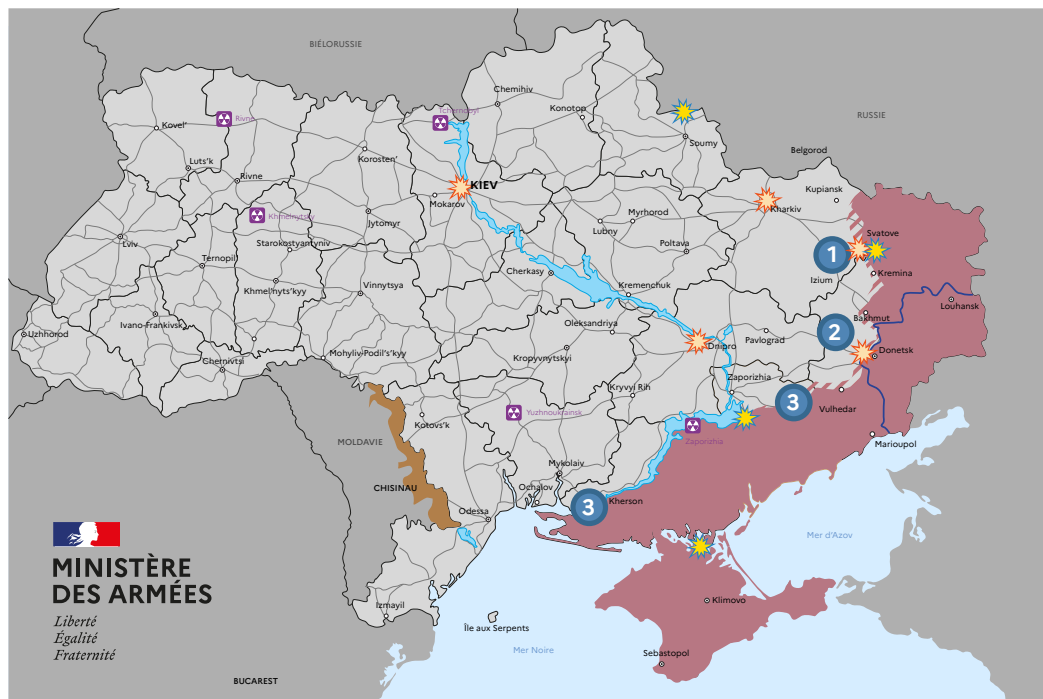 BIÉLORUSSIE
RUSSIE
Tchernobyl
Chemihiv
Konotop
Soumy
Belgorod
Rivne
Kovel'
Luts'k
Rivne
Korosten'
KIEV
Mokarov
Kupiansk
Kharkiv
Khmelnytsky
Jytomyr
Myrhorod
Lubny
Poltava
Svatove
Lviv
Starokostyantyniv
Ternopil
1
Izium
Kremina
Cherkasy
Khmel'nyts'kyy
Vinnytsya
Kremenchuk
Louhansk
Uzhhorod
Ivano-Frankivsk
Oleksandriya
Bakhmut
2
Chernivtsi
Mohyliv-Podil's'kyy
Kropyvnytskyi
Dnipro
Pavlograd
Donetsk
Zaporizhia
Kryvyi Rih
3
Vulhedar
Yuzhnoukrainsk
Kotovs'k
MOLDAVIE
Zaporizhia
Marioupol
Mykolaiv
CHISINAU
Ochalov
3
Kherson
Odessa
Mer d'Azov
MINISTÈRE
DES ARMÉES
Liberté
Égalité
Fraternité
Izmayil
Klimovo
Île aux Serpents
Mer Noire
Sebastopol
BUCAREST